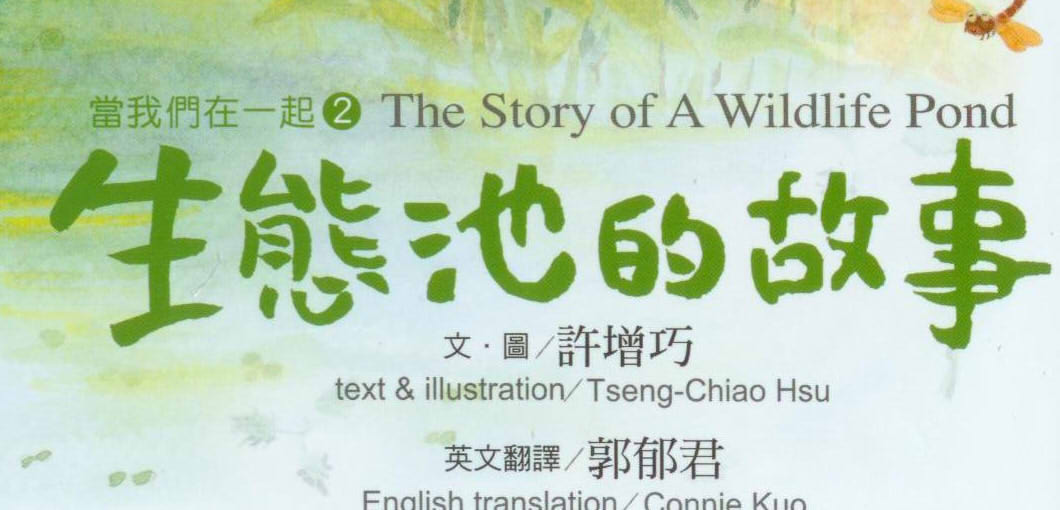 當我們在一起❷ The Story of A Wildlife Pond
生態池的故事
文·圖/許增巧
text & illustration/Tseng-Chiao Hsu
英文翻譯/郭郁君
English translation/Connie Kuo